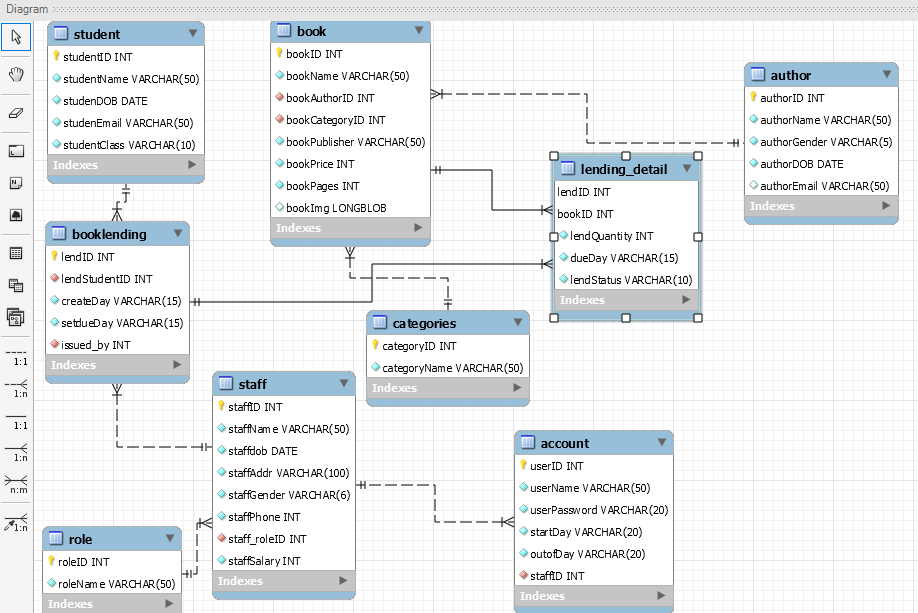 Diagram
student
studentID INT
studentName VARCHAR(50)
studenDOB DATE
studenEmail VARCHAR(50)
studentClass VARCHAR(10)
Indexes
book
bookID INT
bookName VARCHAR(50)
bookAuthorID INT
bookCategoryID INT
bookPublisher VARCHAR(50)
bookPrice INT
bookPages INT
bookImg LONGBLOB
Indexes
author
authorID INT
authorName VARCHAR(50)
authorGender VARCHAR(5)
authorDOB DATE
authorEmail VARCHAR(50)
Indexes
lending_detail
lendID INT
bookID INT
lendQuantity INT
dueDay VARCHAR(15)
lendStatus VARCHAR(10)
Indexes
booklending
lendID INT
lendStudentID INT
createDay VARCHAR(15)
setdueDay VARCHAR(15)
issued_by INT
Indexes
categories
categoryID INT
categoryName VARCHAR(50)
Indexes
staff
staffID INT
staffName VARCHAR(50)
staffdob DATE
staffAddr VARCHAR(100)
staffGender VARCHAR(6)
staffPhone INT
staff_roleID INT
staffSalary INT
Indexes
account
userID INT
userName VARCHAR(50)
userPassword VARCHAR(20)
startDay VARCHAR(20)
outofDay VARCHAR(20)
staffID INT
Indexes
role
roleID INT
roleName VARCHAR(50)
Indexes
1:1
1:n
1:1
1:n
n:m
1:n